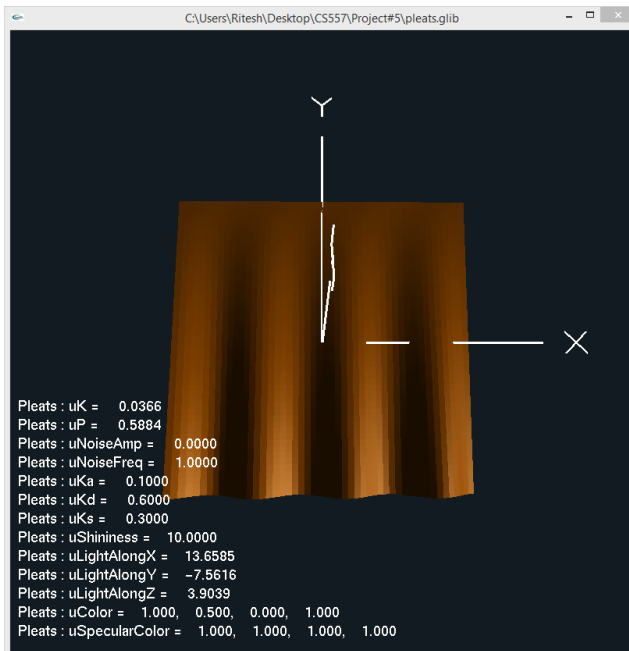 C:\Users\Ritesh\Desktop\CS557\Project#5\pleats.glib
Y
X
Pleats : uK = 0.0366
Pleats : uP = 0.5884
Pleats : uNoiseAmp = 0.0000
Pleats : uNoiseFreq = 1.0000
Pleats : uKa = 0.1000
Pleats : uKd = 0.6000
Pleats : uKs = 0.3000
Pleats : uShininess = 10.0000
Pleats : uLightAlongX = 13.6585
Pleats : uLightAlongY = −7.5616
Pleats : uLightAlongZ = 3.9039
Pleats : uColor = 1.000, 0.500, 0.000, 1.000
Pleats : uSpecularColor = 1.000, 1.000, 1.000, 1.000